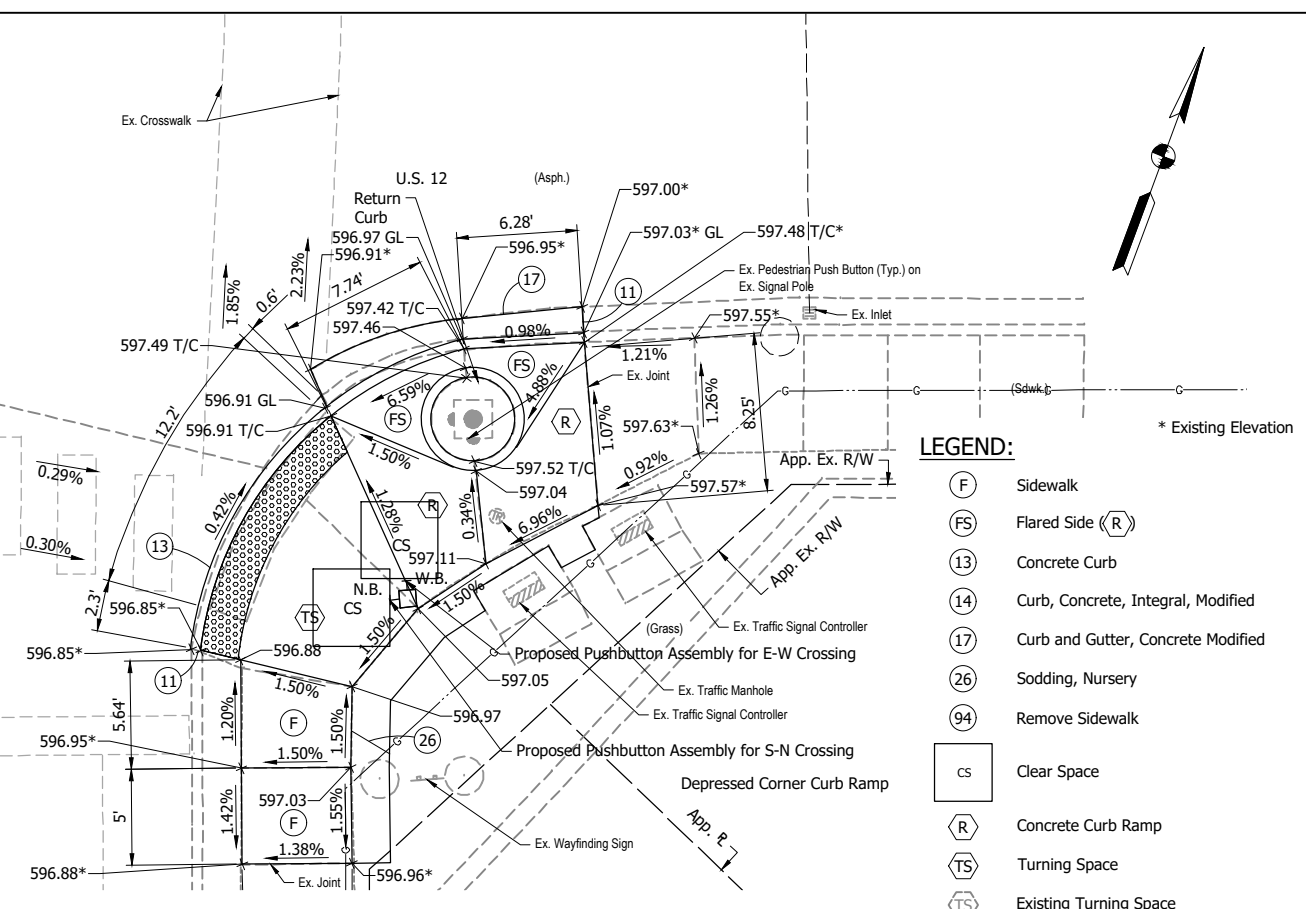 Ex. Crosswalk
U.S. 12
(Asph.)
Return
Curb
597.00*
6.28'
596.97 GL
596.91*
596.95*
597.03* GL
597.48 T/C*
2.23%
1.85%
0.6'
7.74'
17
11
Ex. Pedestrian Push Button (Typ.) on
Ex. Signal Pole
597.42 T/C
597.46
0.98%
597.55*
Ex. Inlet
597.49 T/C
FS
1.21%
Ex. Joint
6.59%
4.88%
FS
1.26%
8.25'
G
G
(Sdwk.)
G
G
* Existing Elevation
596.91 GL
12.2'
596.91 T/C
1.50%
R
1.07%
597.63*
LEGEND:
App. Ex. R/W
0.29%
597.52 T/C
597.04
0.92%
G
597.57*
F
Sidewalk
1.28%
R
0.34%
R
6.96%
App. Ex. R/W
FS
Flared Side (R)
0.42%
CS
0.30%
13
597.11
G
13
Concrete Curb
2.3'
596.85*
N.B.
W.B.
CS
TS
1.50%
1.50%
(Grass)
Ex. Traffic Signal Controller
14
Curb, Concrete, Integral, Modified
596.85*
596.88
G
Proposed Pushbutton Assembly for E-W Crossing
17
Curb and Gutter, Concrete Modified
11
1.50%
597.05
Ex. Traffic Manhole
26
Sodding, Nursery
5.64'
1.20%
F
1.50%
596.97
Ex. Traffic Signal Controller
94
Remove Sidewalk
596.95*
1.50%
26
G
Proposed Pushbutton Assembly for S-N Crossing
CS
Clear Space
Depressed Corner Curb Ramp
5'
1.42%
597.03
F
1.55%
App. ℄
R
Concrete Curb Ramp
1.38%
G
Ex. Wayfinding Sign
596.88*
Ex. Joint
596.96*
TS
Turning Space
TS
Existing Turning Space